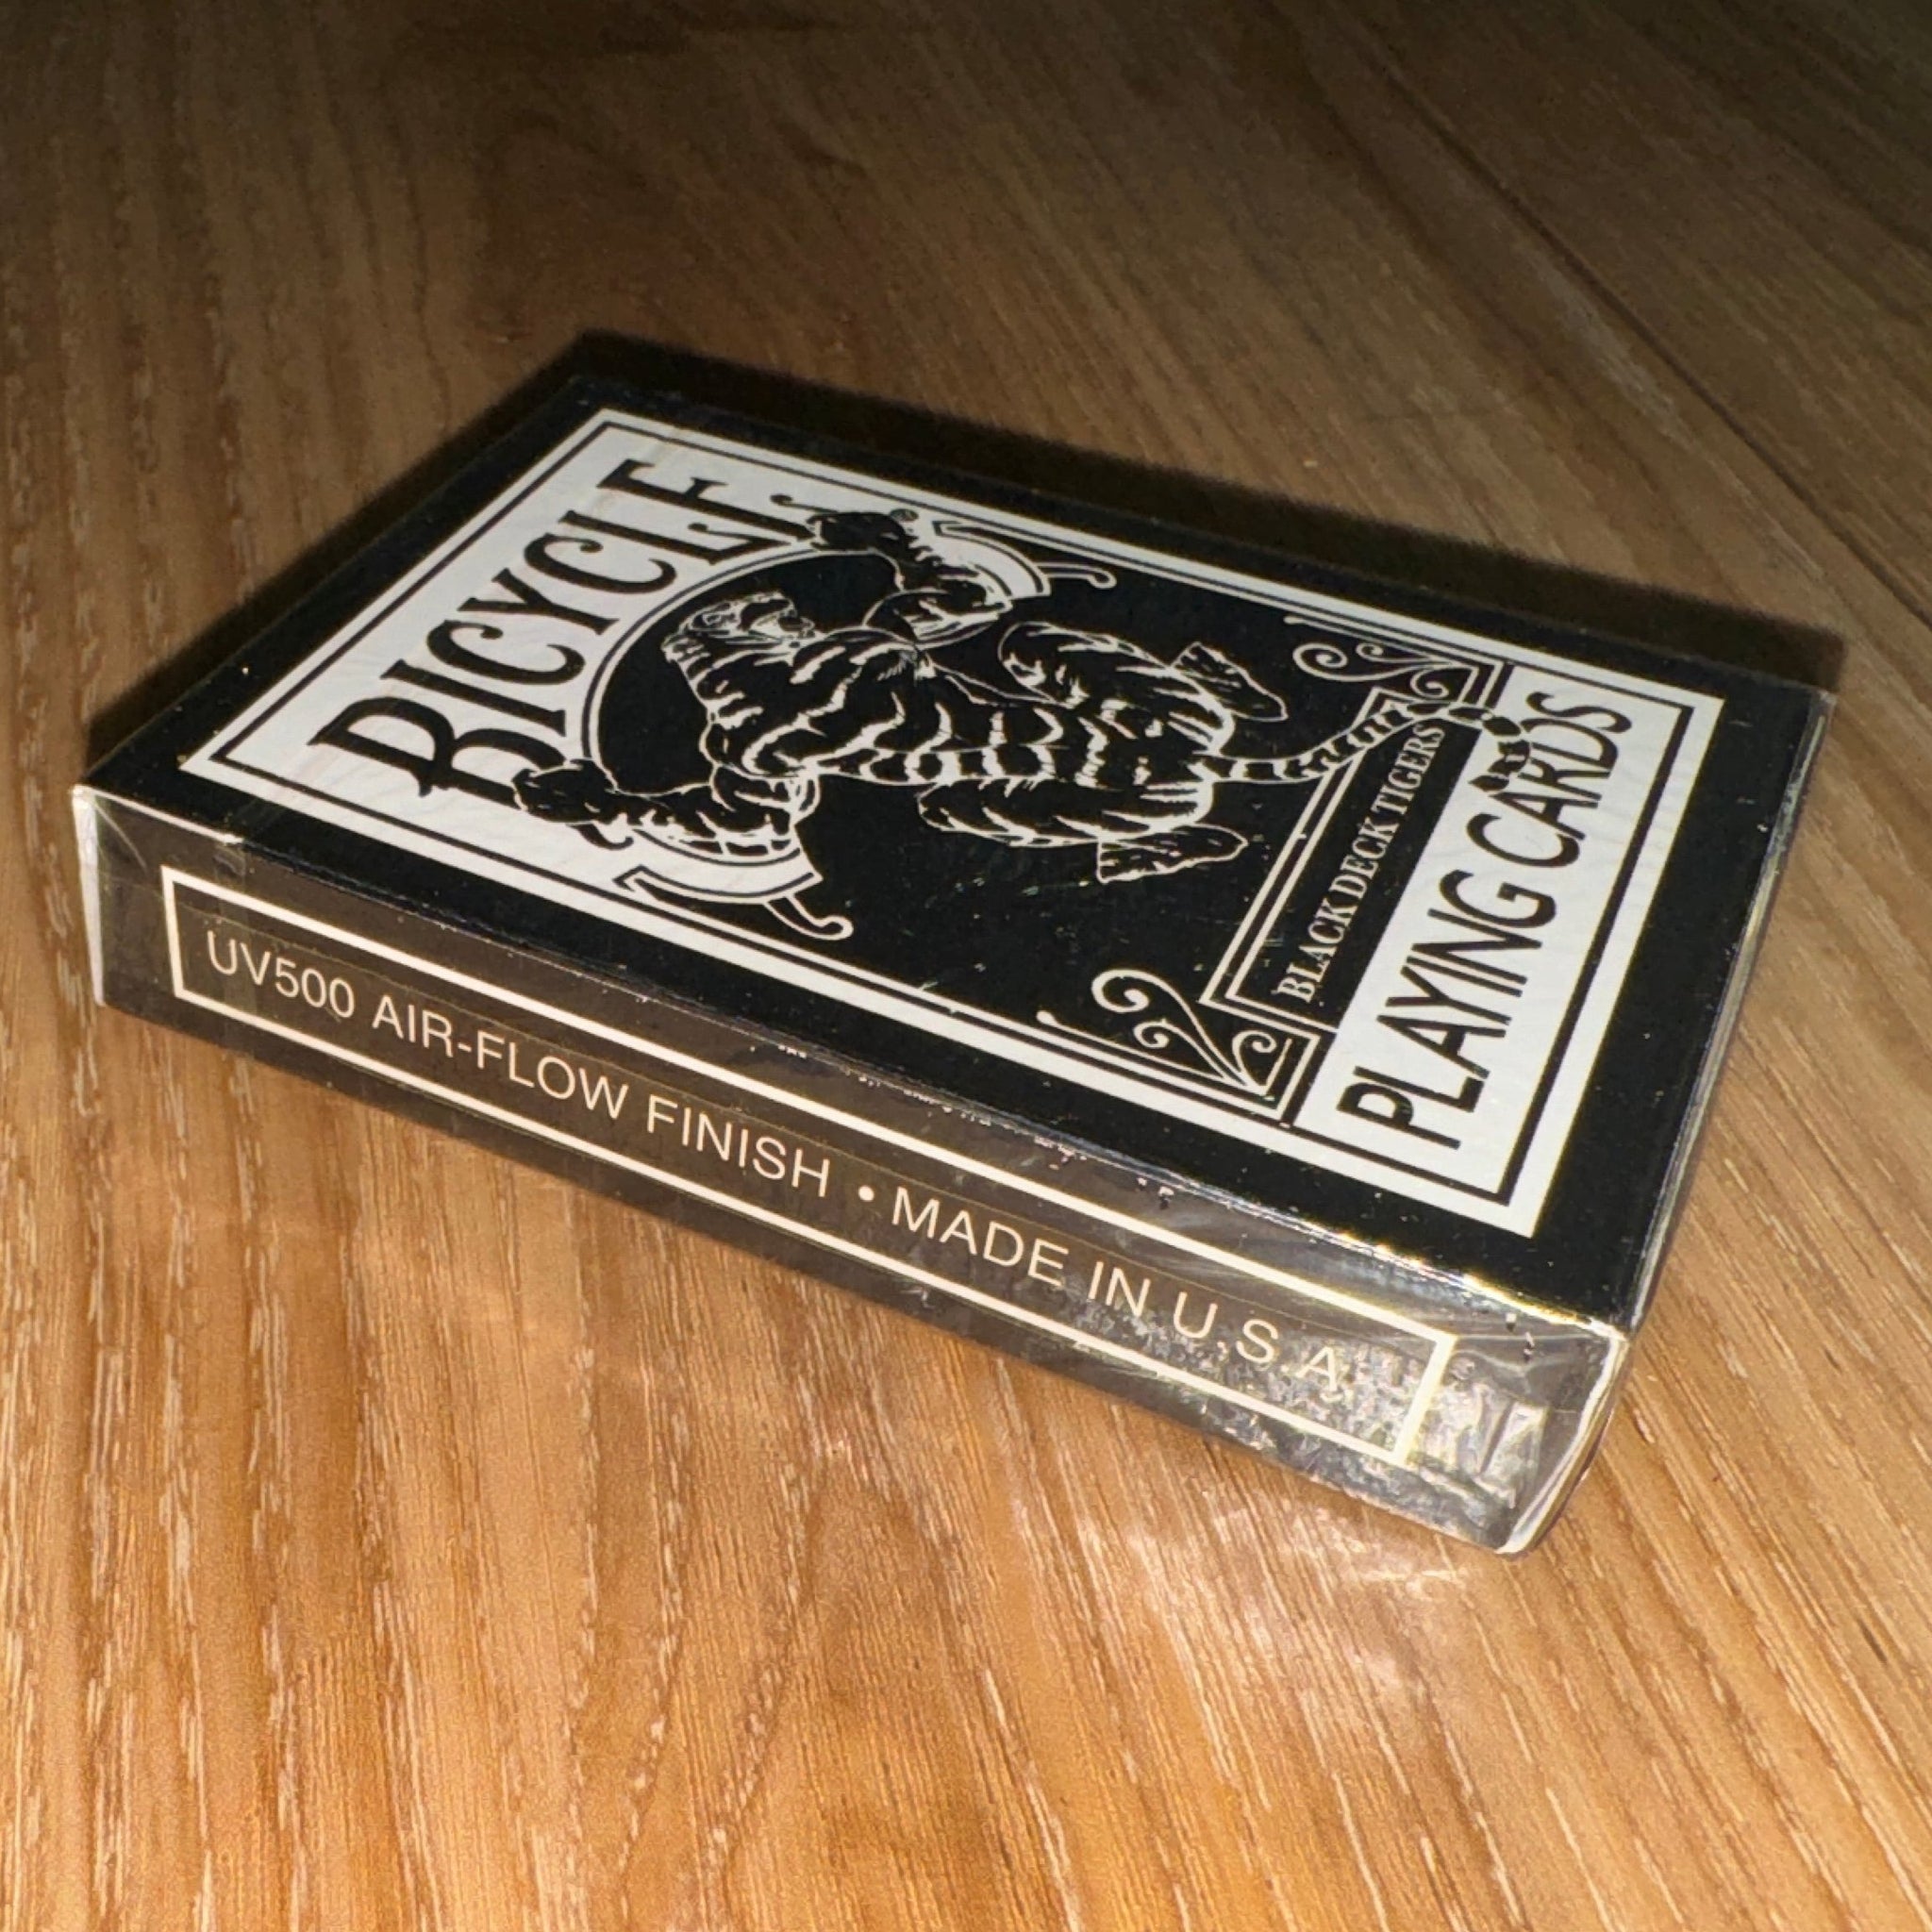 BICYCLE
BLACK DECK TIGERS
PLAYING CARDS
UV500 AIR-FLOW FINISH • MADE IN U.S.A.